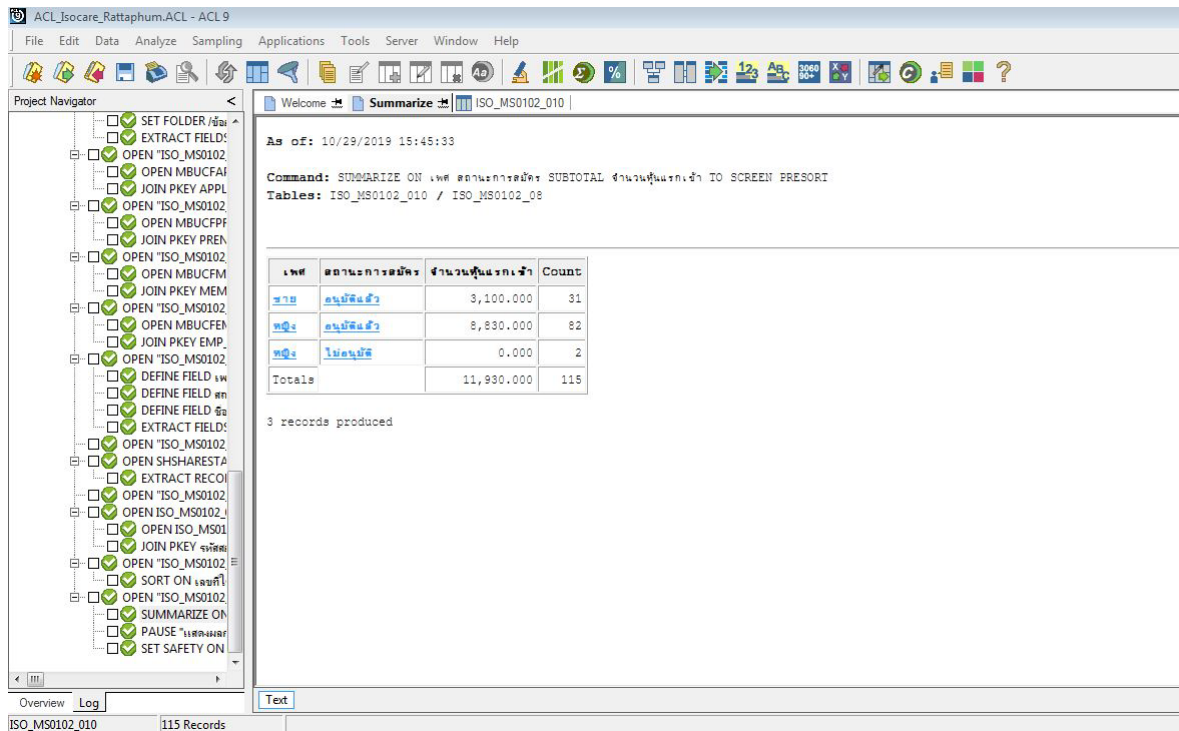 ACL_Isocare_Rattaphum.ACL - ACL 9
File Edit Data Analyze Sampling Applications Tools Server Window Help
Project Navigator <
Welcome Summarize ISO_MS0102_010
SET FOLDER /ข้อ
EXTRACT FIELDS
OPEN "ISO_MS0102
OPEN MBUCFAI
JOIN PKEY APPL
OPEN "ISO_MS0102
OPEN MBUCFPF
JOIN PKEY PREN
OPEN "ISO_MS0102
OPEN MBUCFM
JOIN PKEY MEM
OPEN "ISO_MS0102
OPEN MBUCFEN
JOIN PKEY EMP_
OPEN "ISO_MS0102
DEFINE FIELD เพ
DEFINE FIELD สถ
DEFINE FIELD ชื่อ
EXTRACT FIELDS
OPEN "ISO_MS0102
OPEN SHSHARESTA
EXTRACT RECOI
OPEN "ISO_MS0102
OPEN ISO_MS0102_
OPEN ISO_MS01
JOIN PKEY รหัสส
OPEN "ISO_MS0102
SORT ON เลขที่ใ
OPEN "ISO_MS0102
SUMMARIZE ON
PAUSE "แสดงผล
SET SAFETY ON
Overview Log
As of: 10/29/2019 15:45:33
Command: SUMMARIZE ON เพศ สถานะการสมัคร SUBTOTAL จำนวนหุ้นแรกเข้า TO SCREEN PRESORT
Tables: ISO_MS0102_010 / ISO_MS0102_08
เพศ สถานะการสมัคร จำนวนหุ้นแรกเข้า Count
ชาย อนุมัติแล้ว 3,100.000 31
หญิง อนุมัติแล้ว 8,830.000 82
หญิง ไม่อนุมัติ 0.000 2
Totals 11,930.000 115
3 records produced
Text
ISO_MS0102_010 115 Records